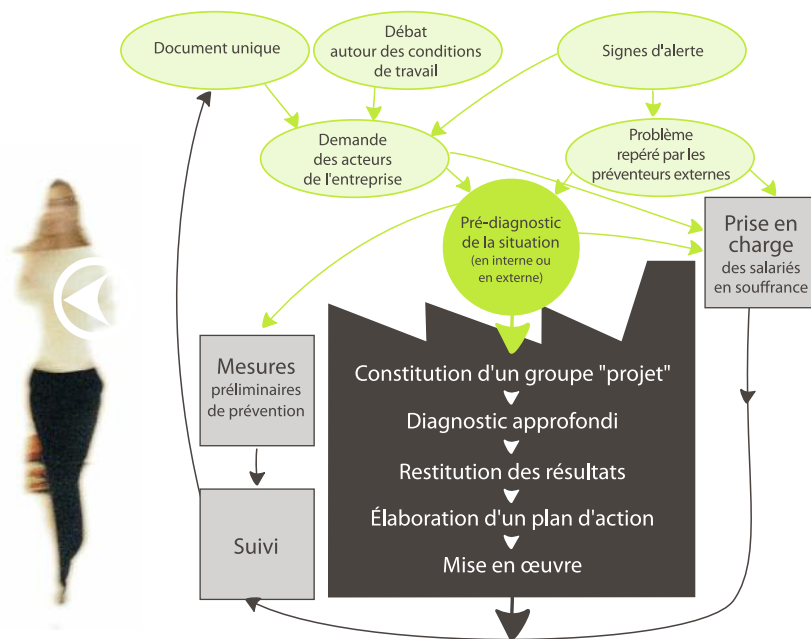 Document unique
Débat
autour des conditions
de travail
Signes d'alerte
Demande
des acteurs
de l'entreprise
Problème
repéré par les
préventeurs externes
Pré-diagnostic
de la situation
(en interne ou
en externe)
Prise en
charge
des salariés
en souffrance
Mesures
préliminaires
de prévention
Constitution d'un groupe "projet"
Diagnostic approfondi
Restitution des résultats
Élaboration d'un plan d'action
Mise en œuvre
Suivi